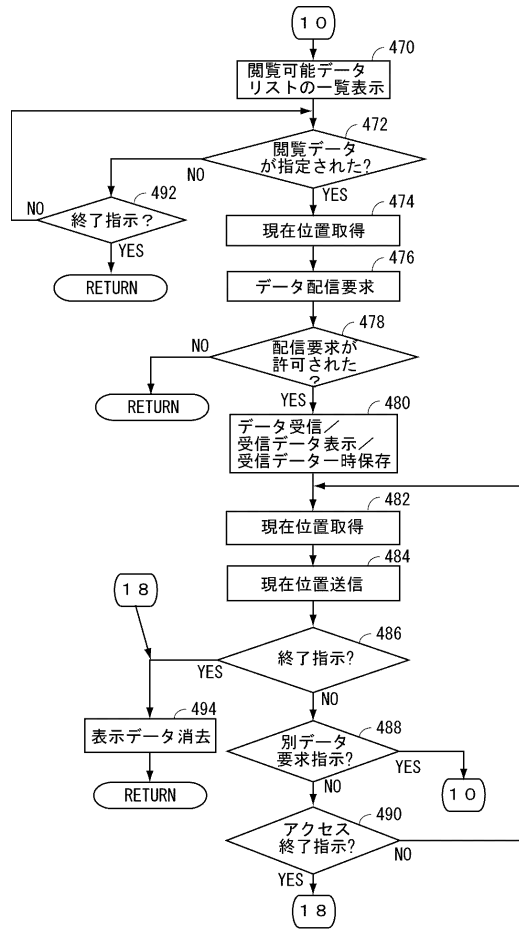 １０
470
閲覧可能データ
リストの一覧表示
472
閲覧データ
が指定された?
NO
YES
492
終了指示？
NO
YES
RETURN
474
現在位置取得
476
データ配信要求
478
配信要求が
許可された
？
NO
RETURN
YES
480
データ受信／
受信データ表示／
受信データ一時保存
482
現在位置取得
484
現在位置送信
１８
486
終了指示?
YES
NO
494
表示データ消去
RETURN
488
別データ
要求指示?
YES
１０
NO
490
アクセス
終了指示?
NO
YES
１８